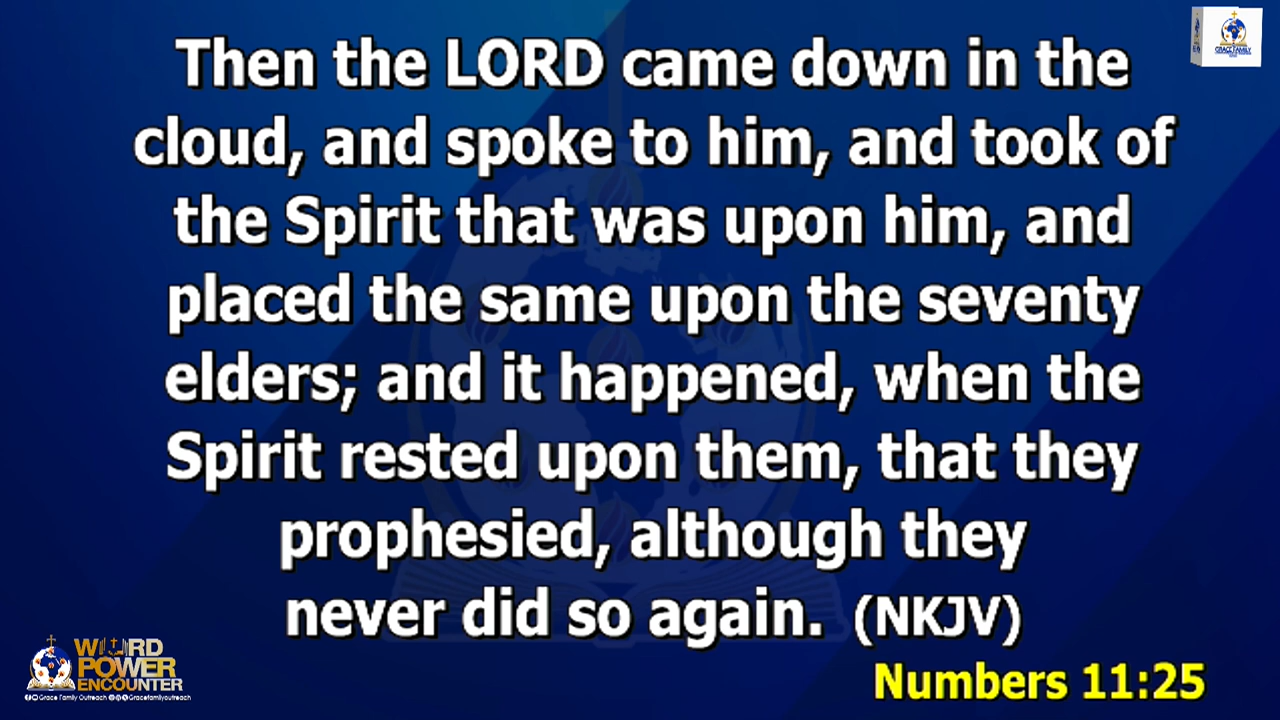 GRACE FAMILY
Then the LORD came down in the
cloud, and spoke to him, and took of
the Spirit that was upon him, and
placed the same upon the seventy
elders; and it happened, when the
Spirit rested upon them, that they
prophesied, although they
never did so again. (NKJV)
Numbers 11:25
WORD
POWER
ENCOUNTER
Grace Family Outreach Gracefamilyoutreach